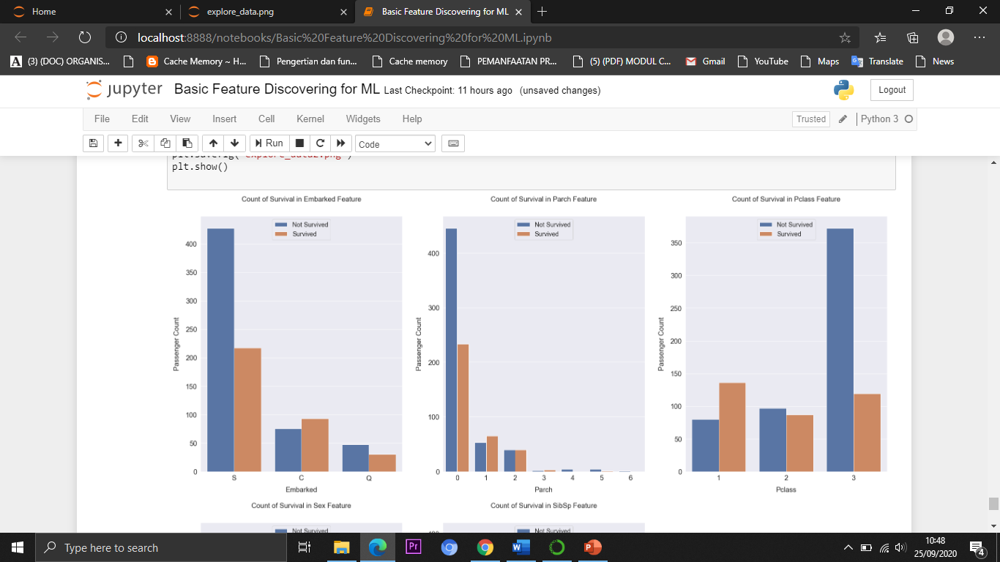 Home
explore_data.png
Basic Feature Discovering for ML
localhost:8888/notebooks/Basic%20Feature%20Discovering%20for%20ML.ipynb
(3) (DOC) ORGANIS...
Cache Memory ~ H...
Pengertian dan fun...
Cache memory
PEMANFAATAN PR...
(5) (PDF) MODUL C...
Gmail
YouTube
Maps
Translate
News
jupyter Basic Feature Discovering for ML Last Checkpoint: 11 hours ago (unsaved changes)
Logout
File Edit View Insert Cell Kernel Widgets Help
Trusted
Python 3
Run
Code
plt.show()
Count of Survival in Embarked Feature
Not Survived
Survived
Passenger Count
400
350
300
250
200
150
100
50
0
S C Q
Embarked
Count of Survival in Parch Feature
Not Survived
Survived
Passenger Count
400
300
200
100
0
0 1 2 3 4 5 6
Parch
Count of Survival in Pclass Feature
Not Survived
Survived
Passenger Count
350
300
250
200
150
100
50
0
1 2 3
Pclass
Count of Survival in Sex Feature
Not Survived
Count of Survival in SibSp Feature
Not Survived
Type here to search
10:48
25/09/2020
4